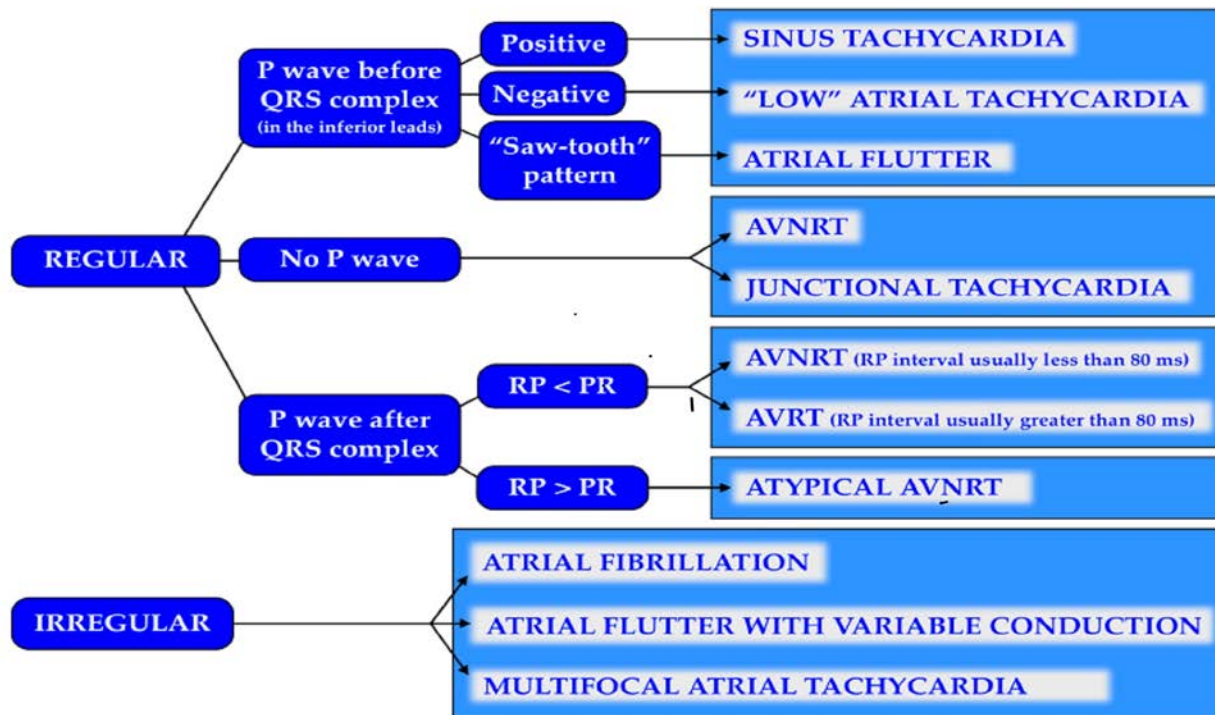 REGULAR
P wave before
QRS complex
(in the inferior leads)
Positive
SINUS TACHYCARDIA
Negative
“LOW” ATRIAL TACHYCARDIA
“Saw-tooth”
pattern
ATRIAL FLUTTER
No P wave
AVNRT
JUNCTIONAL TACHYCARDIA
P wave after
QRS complex
RP < PR
AVNRT (RP interval usually less than 80 ms)
AVRT (RP interval usually greater than 80 ms)
RP > PR
ATYPICAL AVNRT
IRREGULAR
ATRIAL FIBRILLATION
ATRIAL FLUTTER WITH VARIABLE CONDUCTION
MULTIFOCAL ATRIAL TACHYCARDIA